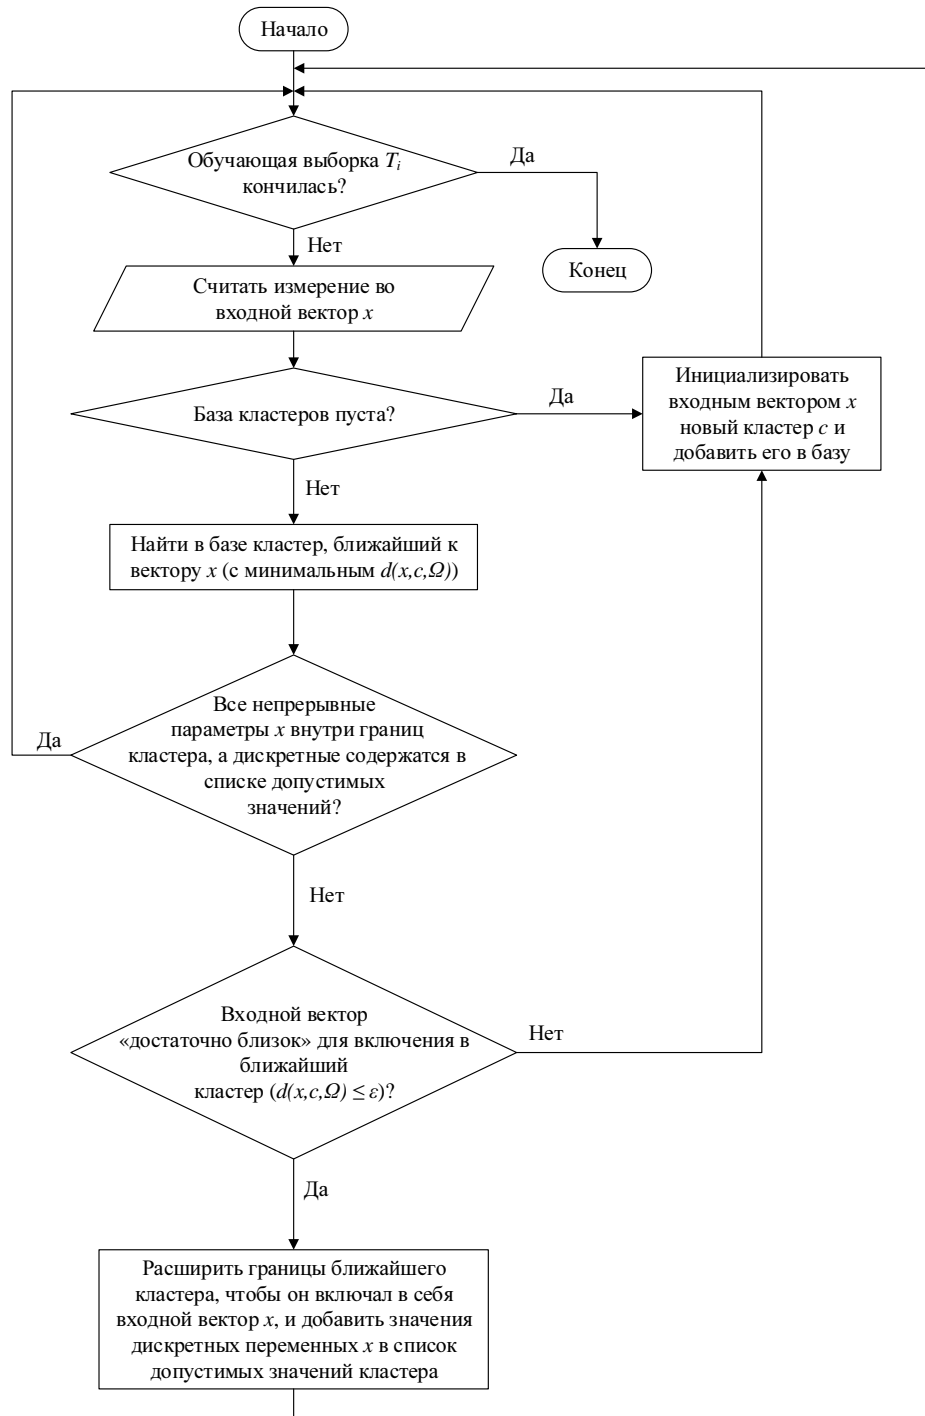 Начало
Обучающая выборка Tᵢ
кончилась?
Да
Нет
Конец
Считать измерение во
входной вектор x
База кластеров пуста?
Да
Инициализировать
входным вектором x
новый кластер c и
добавить его в базу
Нет
Найти в базе кластер, ближайший к
вектору x (с минимальным d(x,c,Ω))
Все непрерывные
параметры x внутри границ
кластера, а дискретные содержатся в
списке допустимых
значений?
Да
Нет
Входной вектор
«достаточно близок» для включения в
ближайший
кластер (d(x,c,Ω) ≤ ε)?
Нет
Да
Расширить границы ближайшего
кластера, чтобы он включал в себя
входной вектор x, и добавить значения
дискретных переменных x в список
допустимых значений кластера